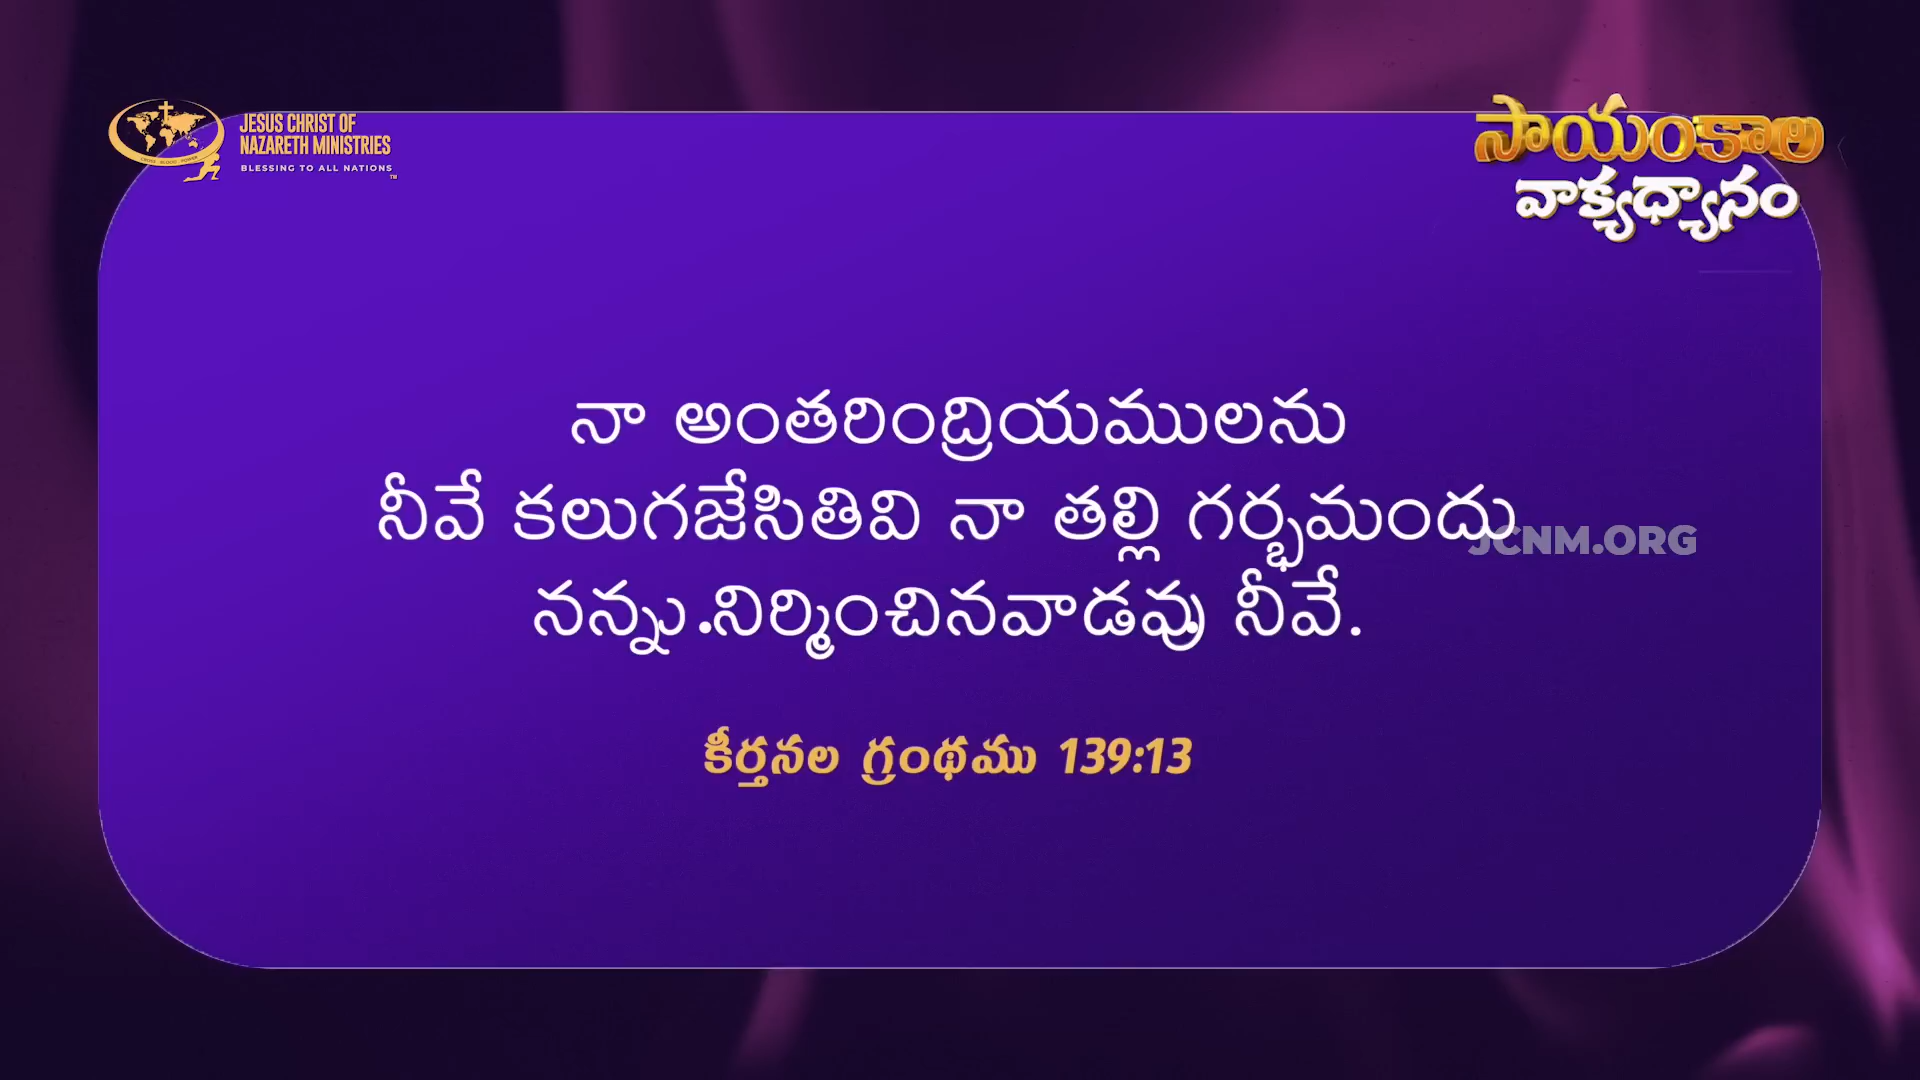 JESUS CHRIST OF
NAZARETH MINISTRIES
BLESSING TO ALL NATIONS
TM
సాయంకాల
వాక్యధ్యానం
నా అంతరింద్రియములను
నీవే కలుగజేసితివి నా తల్లి గర్భమందు
నన్ను.నిర్మించినవాడవు నీవే.
JCNM.ORG
కీర్తనల గ్రంథము 139:13